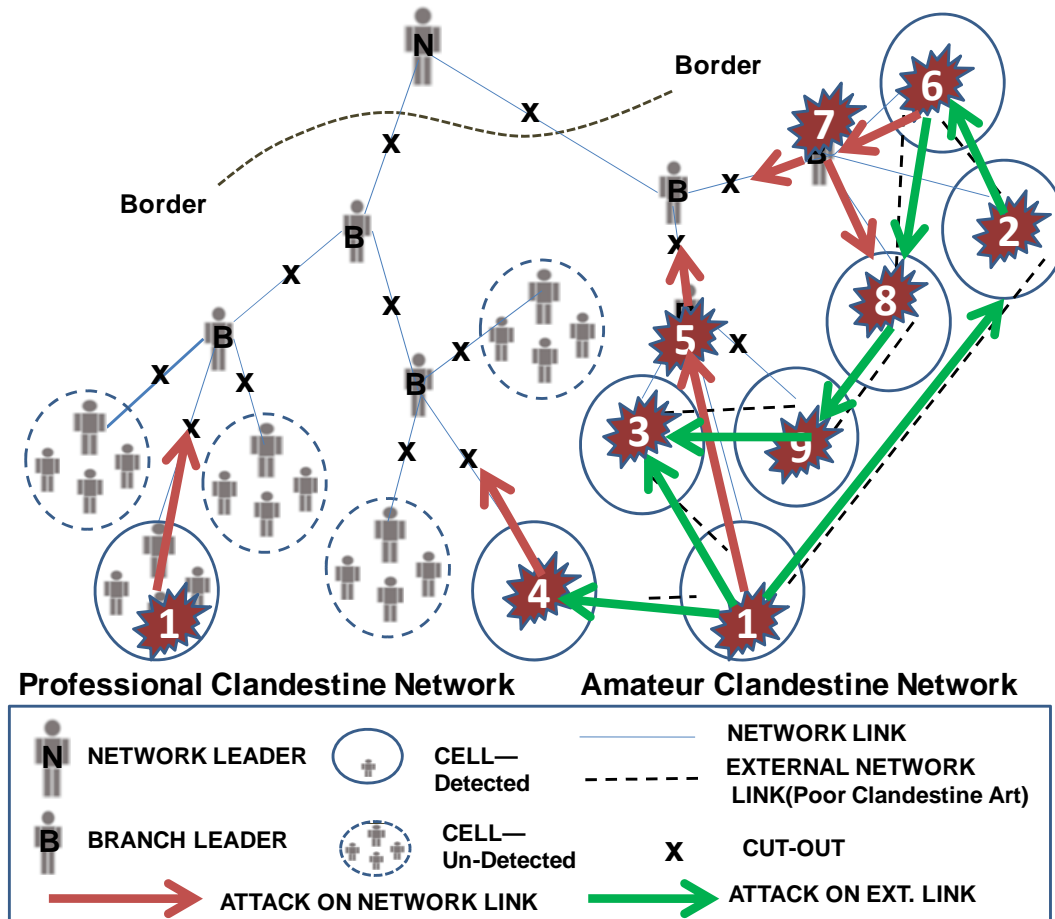 N
Border
x
x
Border
6
7
B
B
x
2
B
x
x
8
B
x
x
5
x
B
x
x
x
x
3
9
x
x
1
4
1
Professional Clandestine Network
Amateur Clandestine Network
N NETWORK LEADER
CELL—
Detected
NETWORK LINK
EXTERNAL NETWORK
LINK(Poor Clandestine Art)
B BRANCH LEADER
CELL—
Un-Detected
x CUT-OUT
ATTACK ON NETWORK LINK
ATTACK ON EXT. LINK